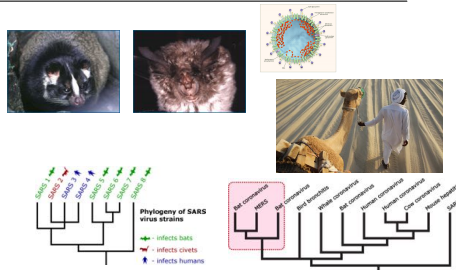 SARS 1
SARS 2
SARS 3
SARS 4
SARS 5
SARS 6
SARS 7
SARS 8
Phylogeny of SARS
virus strains
- infects bats
- infects civets
- infects humans
Bat coronavirus
MERS
Bat coronavirus
Bird bronchitis
Whale coronavirus
Bat coronavirus
Human coronavirus
Human coronavirus
Cow coronavirus
Mouse hepatitis
SAR